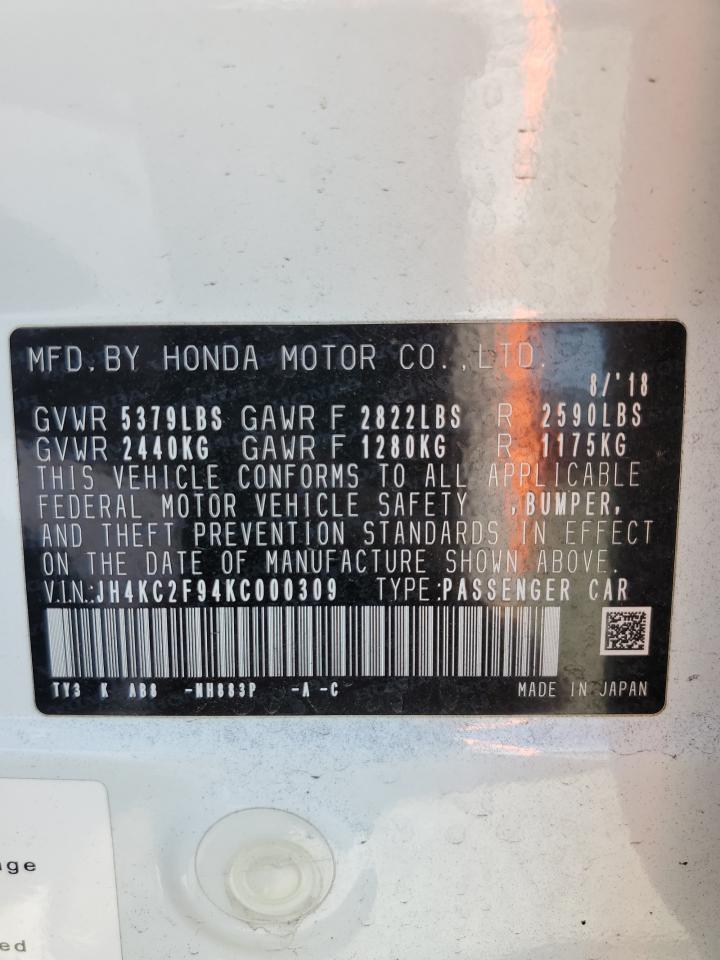 MFD. BY HONDA MOTOR CO., LTD.
8/'18
GVWR 5379LBS GAWR F 2822LBS R 2590LBS
GVWR 2440KG GAWR F 1280KG R 1175KG
THIS VEHICLE CONFORMS TO ALL APPLICABLE
FEDERAL MOTOR VEHICLE SAFETY ,BUMPER,
AND THEFT PREVENTION STANDARDS IN EFFECT
ON THE DATE OF MANUFACTURE SHOWN ABOVE.
V.I.N.:JH4KC2F94KC000309 TYPE:PASSENGER CAR
TY3 K AB8 -NH883P -A -C
MADE IN JAPAN